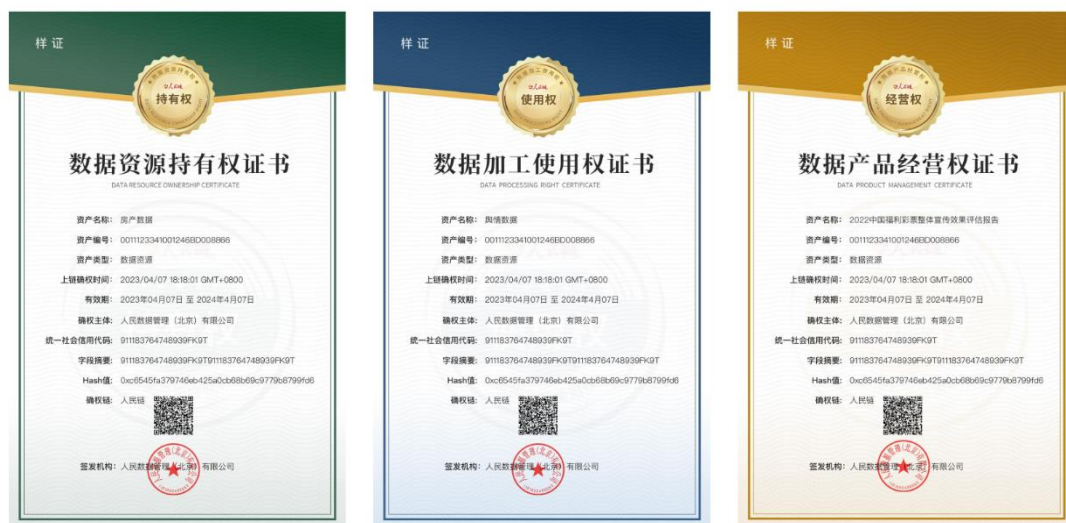 样证
持有权
数据资源持有权证书
DATA RESOURCE OWNERSHIP CERTIFICATE
资产名称: 房产数据
资产编号: 0011123341001246BD008866
资产类型: 数据资源
上链确权时间: 2023/04/07 18:18:01 GMT+0800
有效期: 2023年04月07日 至 2024年4月07日
确权主体: 人民数据管理（北京）有限公司
统一社会信用代码: 911183764748939FK9T
字段摘要: 911183764748939FK9T911183764748939FK9T
Hash值: 0xc6545fa379746eb425a0cb68b69c9779b8799fd6
确权链: 人民链
签发机构: 人民数据管理（北京）有限公司
样证
使用权
数据加工使用权证书
DATA PROCESSING RIGHT CERTIFICATE
资产名称: 舆情数据
资产编号: 0011123341001246BD008866
资产类型: 数据资源
上链确权时间: 2023/04/07 18:18:01 GMT+0800
有效期: 2023年04月07日 至 2024年4月07日
确权主体: 人民数据管理（北京）有限公司
统一社会信用代码: 911183764748939FK9T
字段摘要: 911183764748939FK9T911183764748939FK9T
Hash值: 0xc6545fa379746eb425a0cb68b69c9779b8799fd6
确权链: 人民链
签发机构: 人民数据管理（北京）有限公司
样证
经营权
数据产品经营权证书
DATA PRODUCT MANAGEMENT CERTIFICATE
资产名称: 2022中国福利彩票整体宣传效果评估报告
资产编号: 0011123341001246BD008866
资产类型: 数据资源
上链确权时间: 2023/04/07 18:18:01 GMT+0800
有效期: 2023年04月07日 至 2024年4月07日
确权主体: 人民数据管理（北京）有限公司
统一社会信用代码: 911183764748939FK9T
字段摘要: 911183764748939FK9T911183764748939FK9T
Hash值: 0xc6545fa379746eb425a0cb68b69c9779b8799fd6
确权链: 人民链
签发机构: 人民数据管理（北京）有限公司